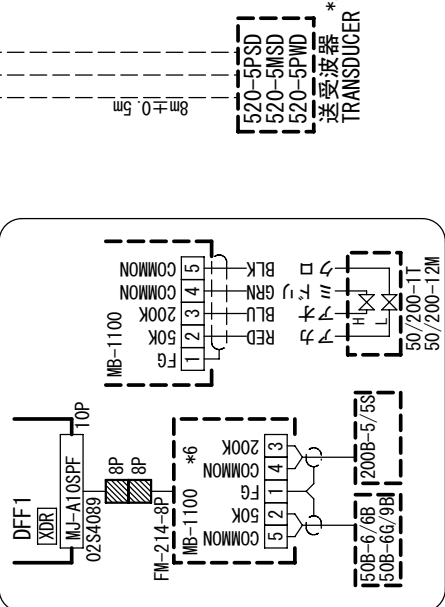 8m±0.5m
520-5PSD
520-5MSD
520-5PWD
送受波器 *
TRANSDUCER
DFF1
XDR
MJ-A10SPF 10P
02S4089
8P
8P
FM-214-8P
MB-1100 *6
COMMON 5
50K 2
FG 1
COMMON 4
200K 3
50B-6/6B
50B-6G/9B
200B-5/5S
MB-1100
FG 1
50K 2
200K 3
COMMON 4
COMMON 5
RED アカ
BLU アオ
GRN ミドリ
BLK クロ
H
L
50/200-1T
50/200-12M